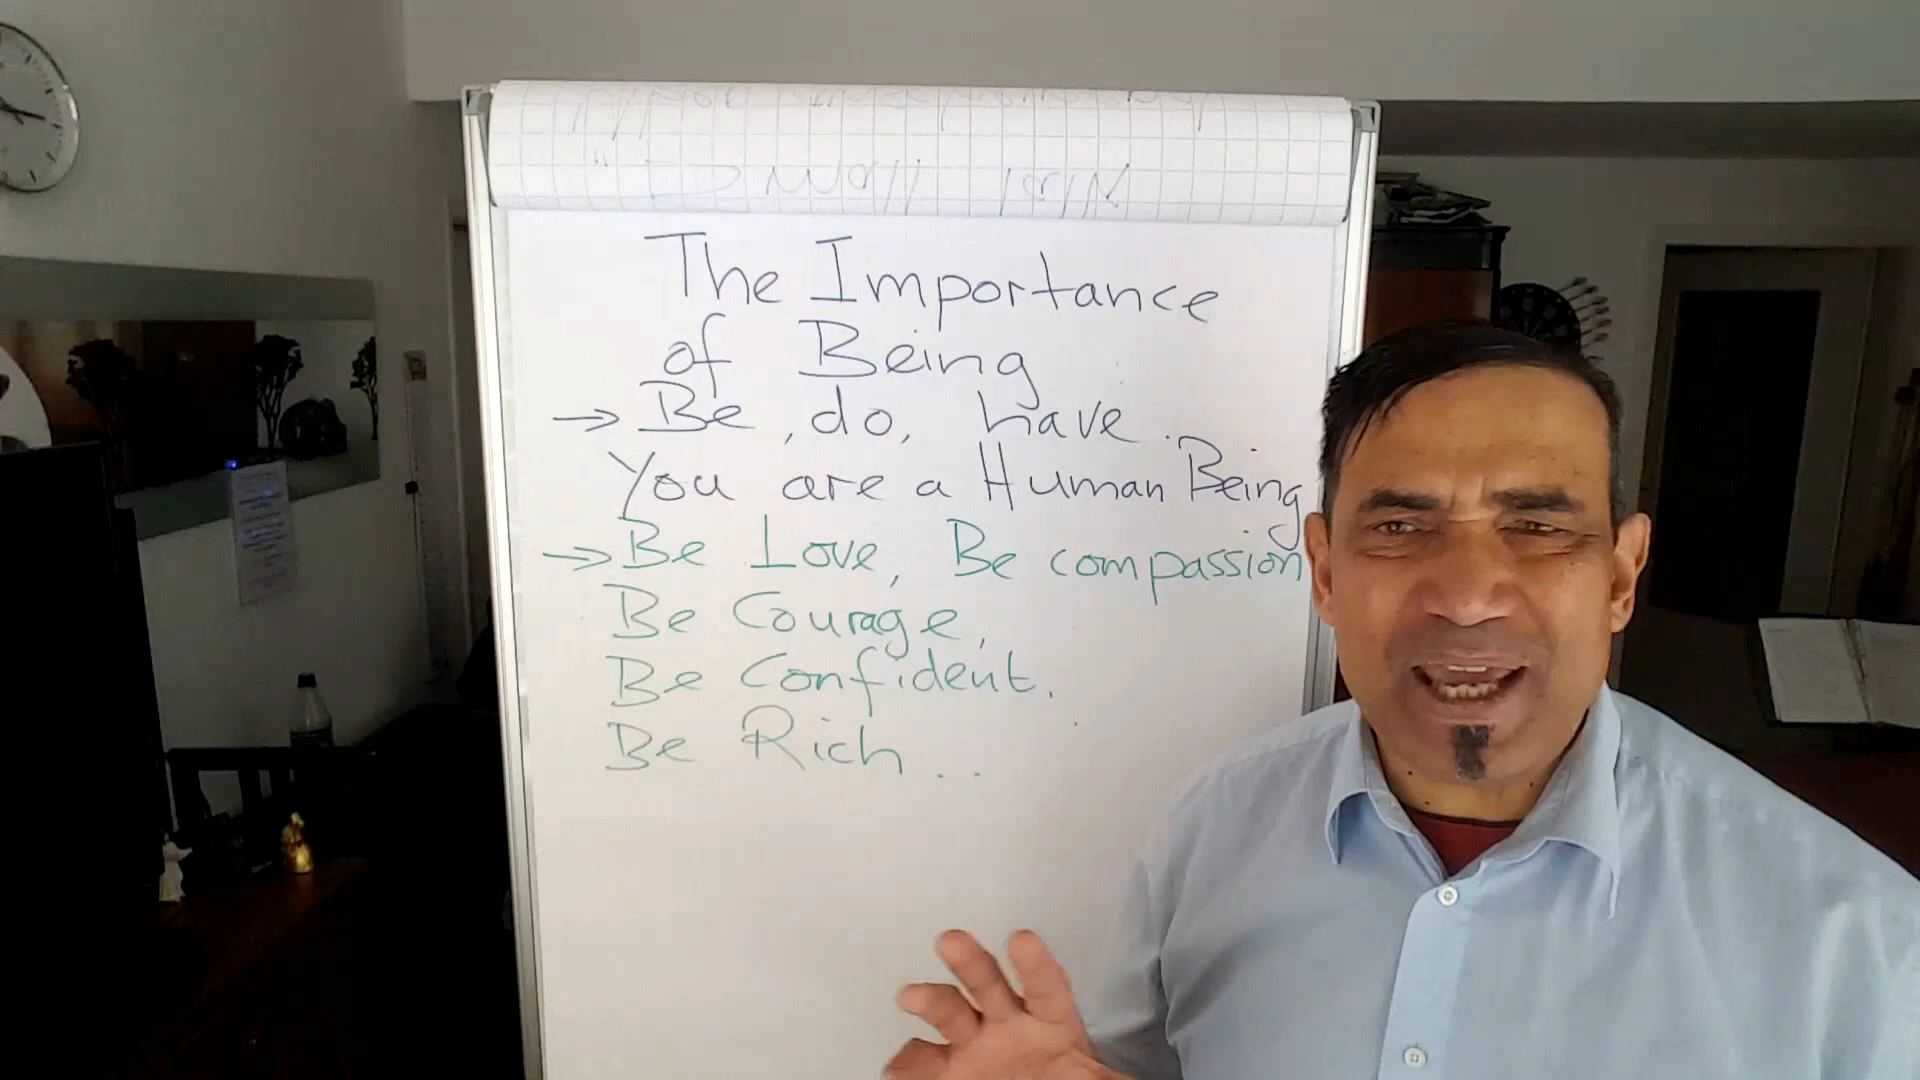 The Importance
of Being
→ Be, do, have.
You are a Human Being
→ Be Love, Be compassion
Be Courage,
Be Confident.
Be Rich...